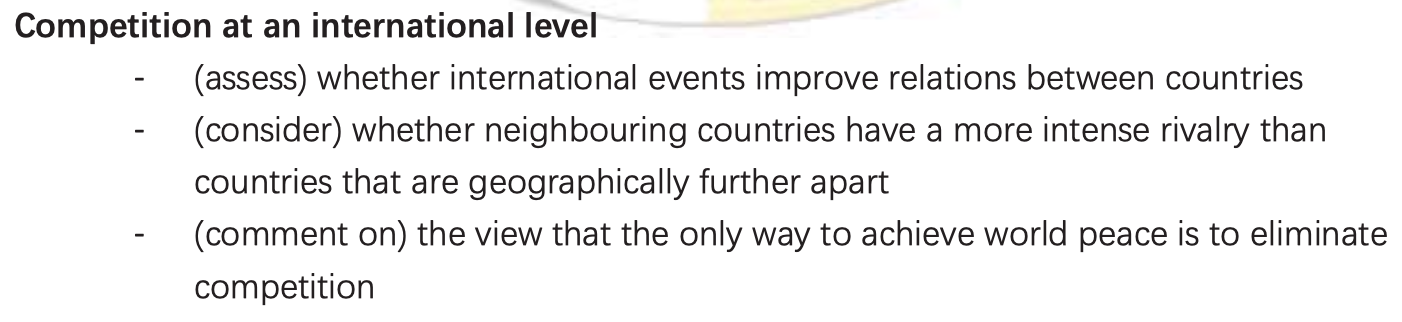 Competition at an international level
- (assess) whether international events improve relations between countries
- (consider) whether neighbouring countries have a more intense rivalry than
countries that are geographically further apart
- (comment on) the view that the only way to achieve world peace is to eliminate
competition